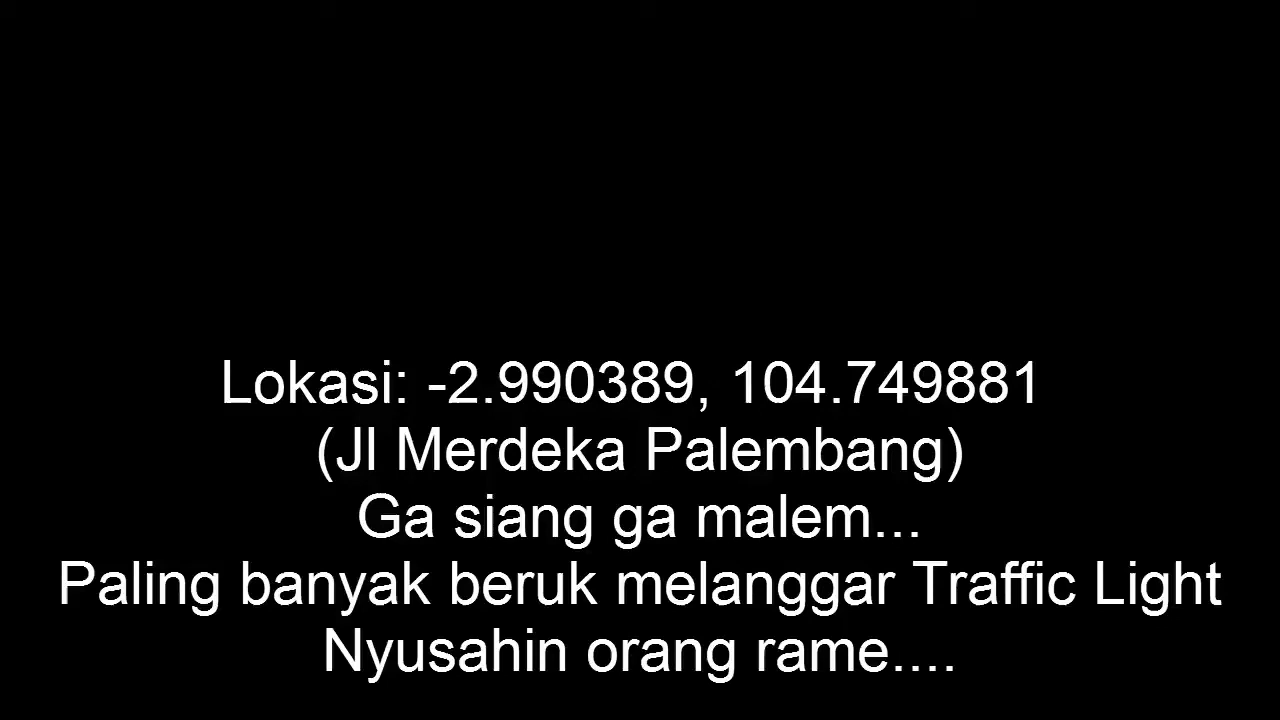 Lokasi: -2.990389, 104.749881
(Jl Merdeka Palembang)
Ga siang ga malem...
Paling banyak beruk melanggar Traffic Light
Nyusahin orang rame....